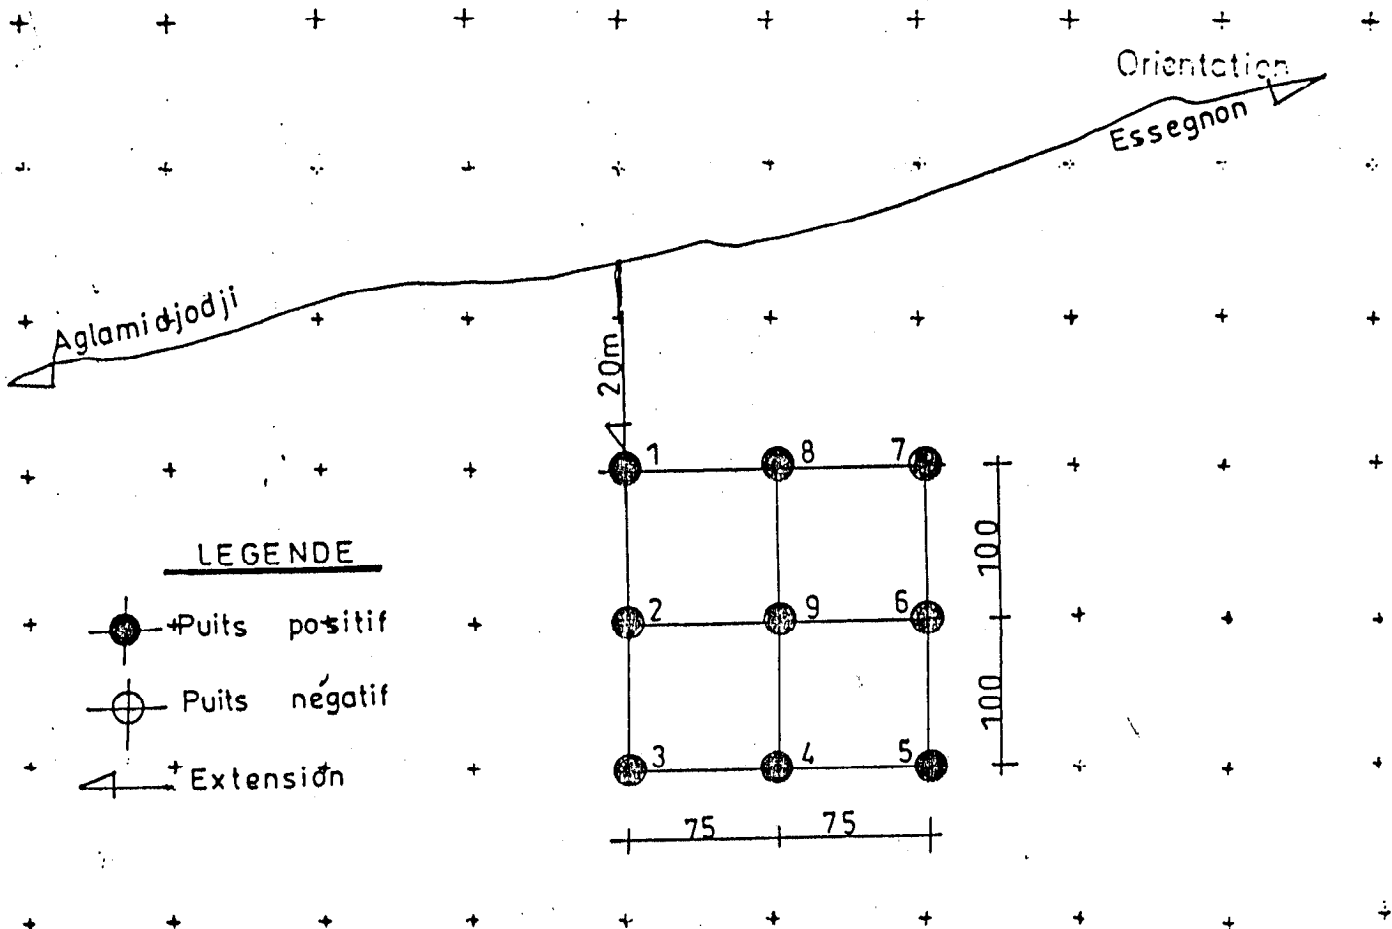 Orientation
Essegnon
Aglamidjodji
20m
1 8 7
100
LEGENDE
2 9 6
Puits positif
Puits négatif
100
3 4 5
Extension
75 75